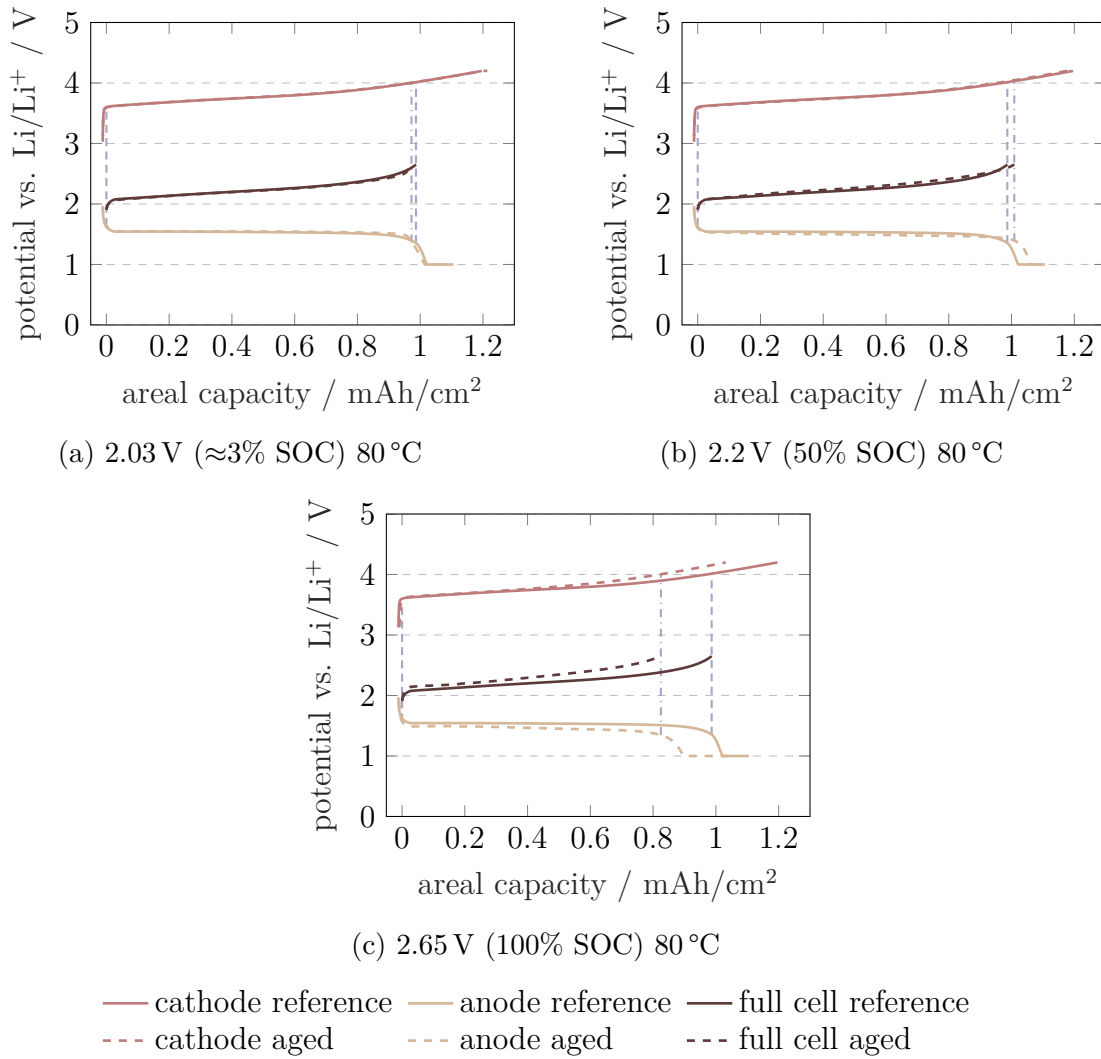 potential vs. Li/Li⁺ / V
5
4
3
2
1
0
0 0.2 0.4 0.6 0.8 1 1.2
areal capacity / mAh/cm²
(a) 2.03 V (≈3% SOC) 80 °C
potential vs. Li/Li⁺ / V
5
4
3
2
1
0
0 0.2 0.4 0.6 0.8 1 1.2
areal capacity / mAh/cm²
(b) 2.2 V (50% SOC) 80 °C
potential vs. Li/Li⁺ / V
5
4
3
2
1
0
0 0.2 0.4 0.6 0.8 1 1.2
areal capacity / mAh/cm²
(c) 2.65 V (100% SOC) 80 °C
cathode reference anode reference full cell reference
cathode aged anode aged full cell aged